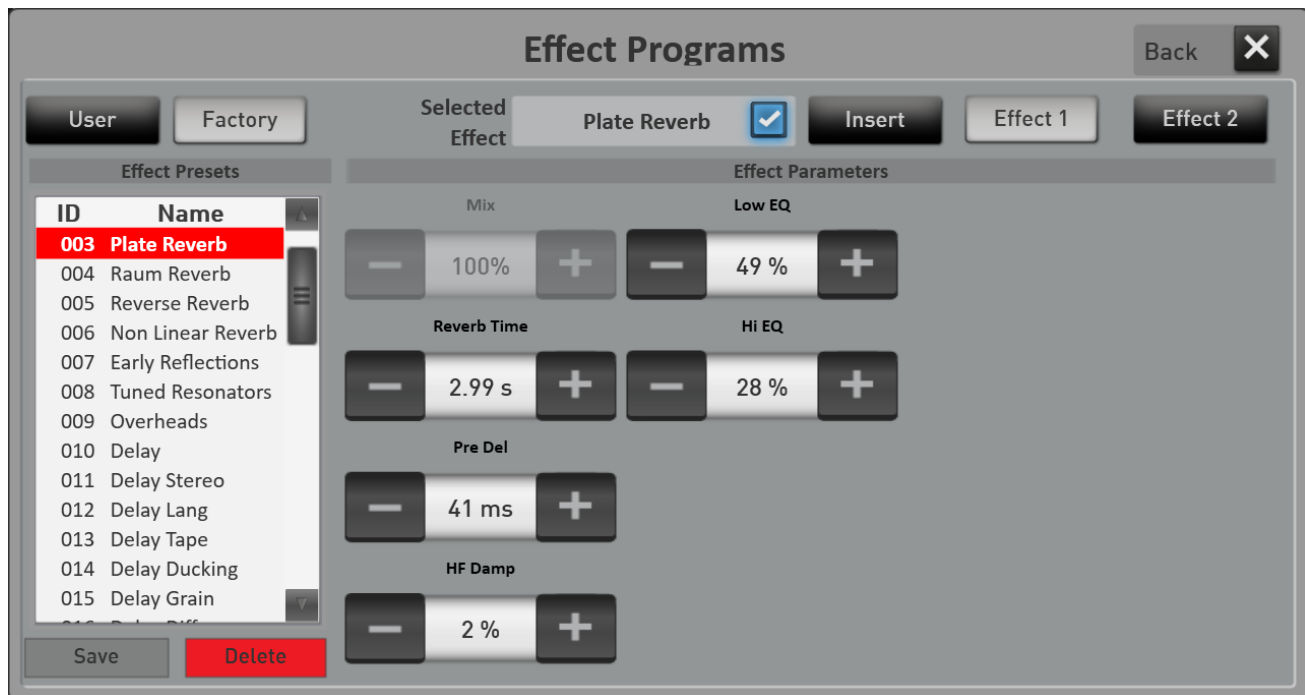 Effect Programs
Back
User
Factory
Selected
Effect
Plate Reverb
Insert
Effect 1
Effect 2
Effect Presets
Effect Parameters
ID Name
003 Plate Reverb
004 Raum Reverb
005 Reverse Reverb
006 Non Linear Reverb
007 Early Reflections
008 Tuned Resonators
009 Overheads
010 Delay
011 Delay Stereo
012 Delay Lang
013 Delay Tape
014 Delay Ducking
015 Delay Grain
Save
Delete
Mix
100%
Low EQ
49 %
Reverb Time
2.99 s
Hi EQ
28 %
Pre Del
41 ms
HF Damp
2 %